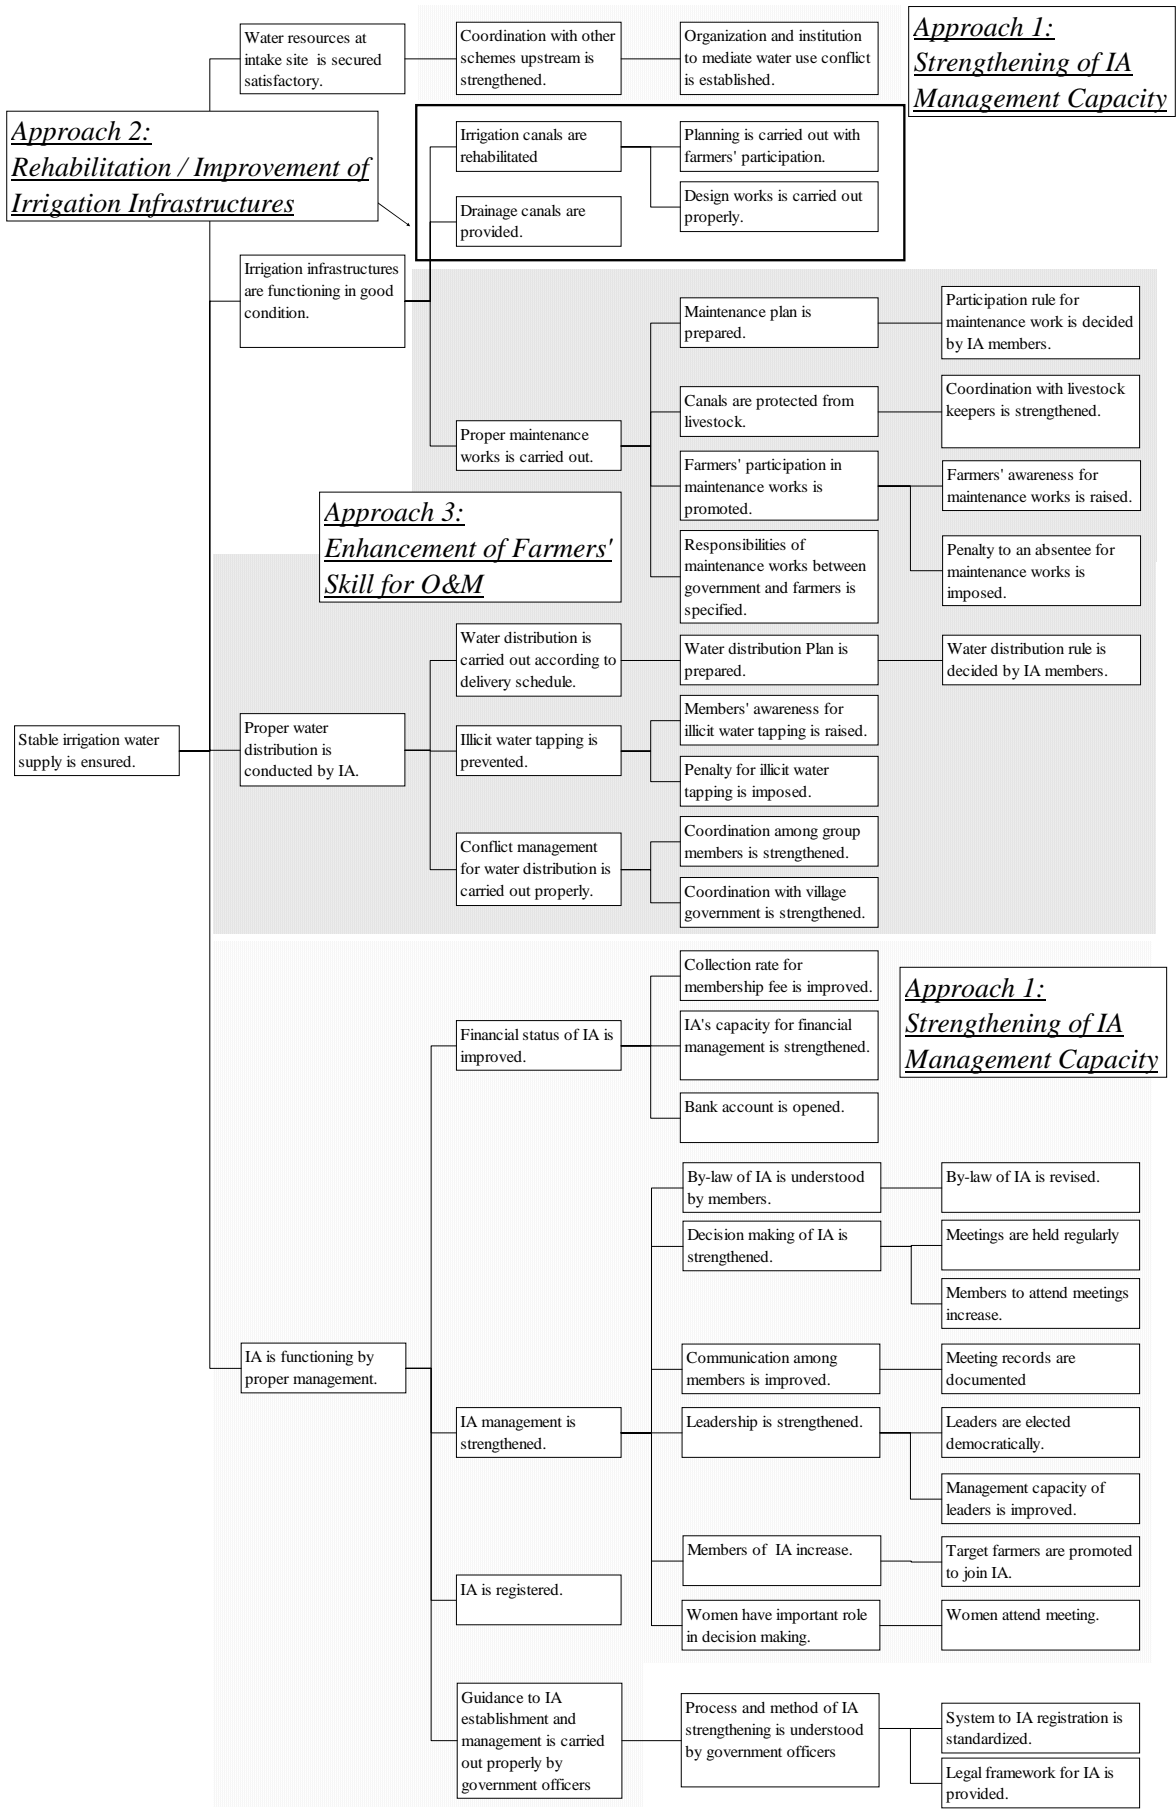 Water resources at
intake site  is secured
satisfactory.
Coordination with other
schemes upstream is
strengthened.
Organization and institution
to mediate water use conflict
is established.
Approach 1:
Strengthening of IA
Management Capacity
Approach 2:
Rehabilitation / Improvement of
Irrigation Infrastructures
Irrigation canals are
rehabilitated
Planning is carried out with
farmers' participation.
Design works is carried out
properly.
Drainage canals are
provided.
Irrigation infrastructures
are functioning in good
condition.
Maintenance plan is
prepared.
Participation rule for
maintenance work is decided
by IA members.
Canals are protected from
livestock.
Coordination with livestock
keepers is strengthened.
Proper maintenance
works is carried out.
Farmers' participation in
maintenance works is
promoted.
Farmers' awareness for
maintenance works is raised.
Approach 3:
Enhancement of Farmers'
Skill for O&M
Responsibilities of
maintenance works between
government and farmers is
specified.
Penalty to an absentee for
maintenance works is
imposed.
Water distribution is
carried out according to
delivery schedule.
Water distribution Plan is
prepared.
Water distribution rule is
decided by IA members.
Stable irrigation water
supply is ensured.
Proper water
distribution is
conducted by IA.
Illicit water tapping is
prevented.
Members' awareness for
illicit water tapping is raised.
Penalty for illicit water
tapping is imposed.
Conflict management
for water distribution is
carried out properly.
Coordination among group
members is strengthened.
Coordination with village
government is strengthened.
Collection rate for
membership fee is improved.
Approach 1:
Strengthening of IA
Management Capacity
Financial status of IA is
improved.
IA's capacity for financial
management is strengthened.
Bank account is opened.
By-law of IA is understood
by members.
By-law of IA is revised.
Decision making of IA is
strengthened.
Meetings are held regularly
Members to attend meetings
increase.
IA is functioning by
proper management.
Communication among
members is improved.
Meeting records are
documented
IA management is
strengthened.
Leadership is strengthened.
Leaders are elected
democratically.
Management capacity of
leaders is improved.
Members of  IA increase.
Target farmers are promoted
to join IA.
IA is registered.
Women have important role
in decision making.
Women attend meeting.
Guidance to IA
establishment and
management is carried
out properly by
government officers
Process and method of IA
strengthening is understood
by government officers
System to IA registration is
standardized.
Legal framework for IA is
provided.